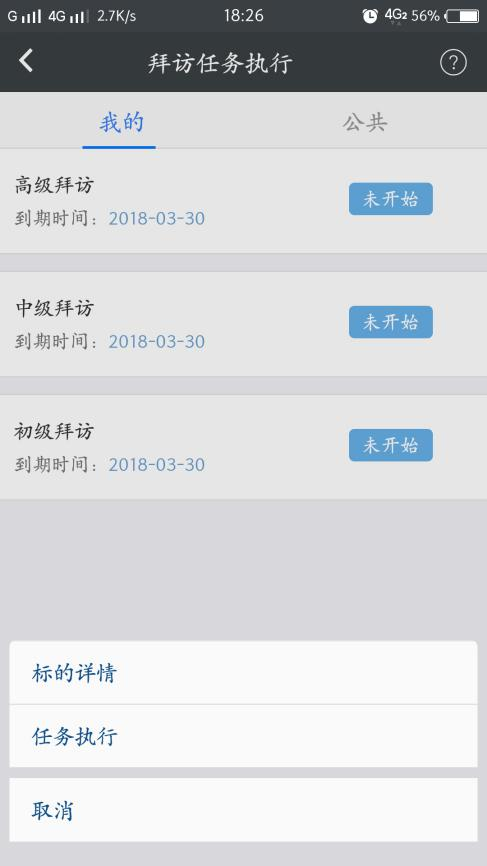 G 4G 2.7K/s 18:26 4G2 56%
拜访任务执行 ?
我的 公共
高级拜访
未开始
到期时间：2018-03-30
中级拜访
未开始
到期时间：2018-03-30
初级拜访
未开始
到期时间：2018-03-30
标的详情
任务执行
取消